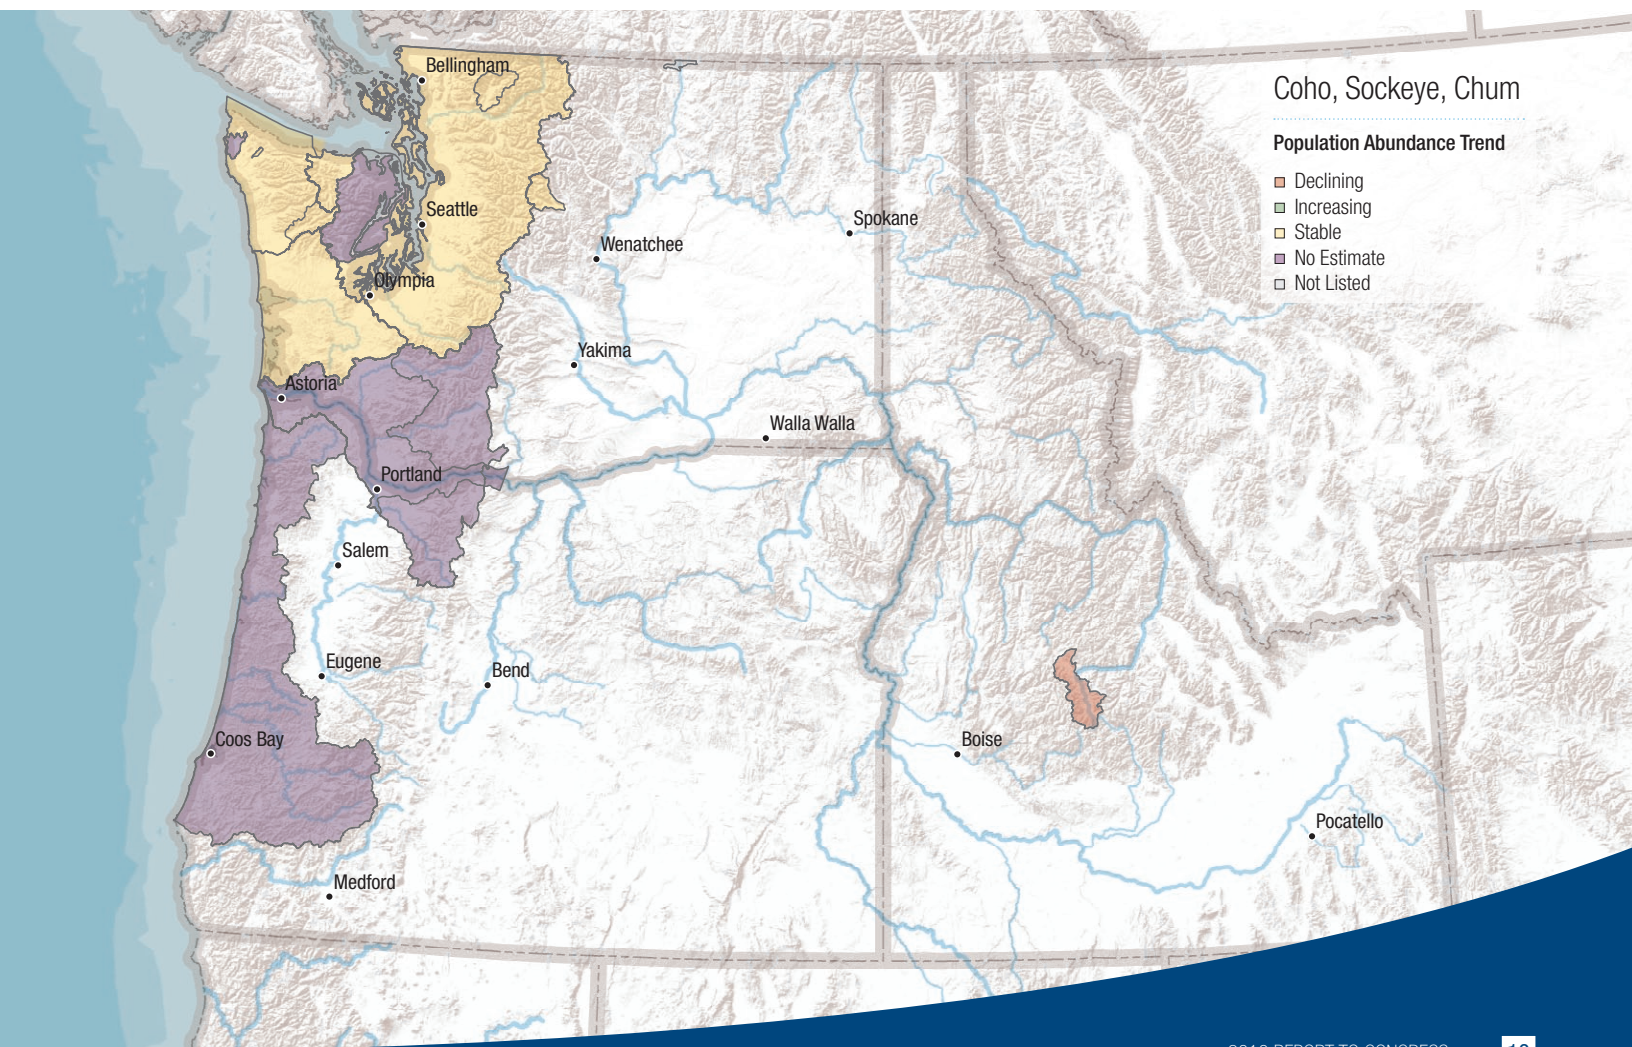 Bellingham
Seattle
Olympia
Spokane
Wenatchee
Yakima
Astoria
Walla Walla
Portland
Salem
Eugene
Bend
Coos Bay
Boise
Pocatello
Medford
Coho, Sockeye, Chum
Population Abundance Trend
Declining
Increasing
Stable
No Estimate
Not Listed